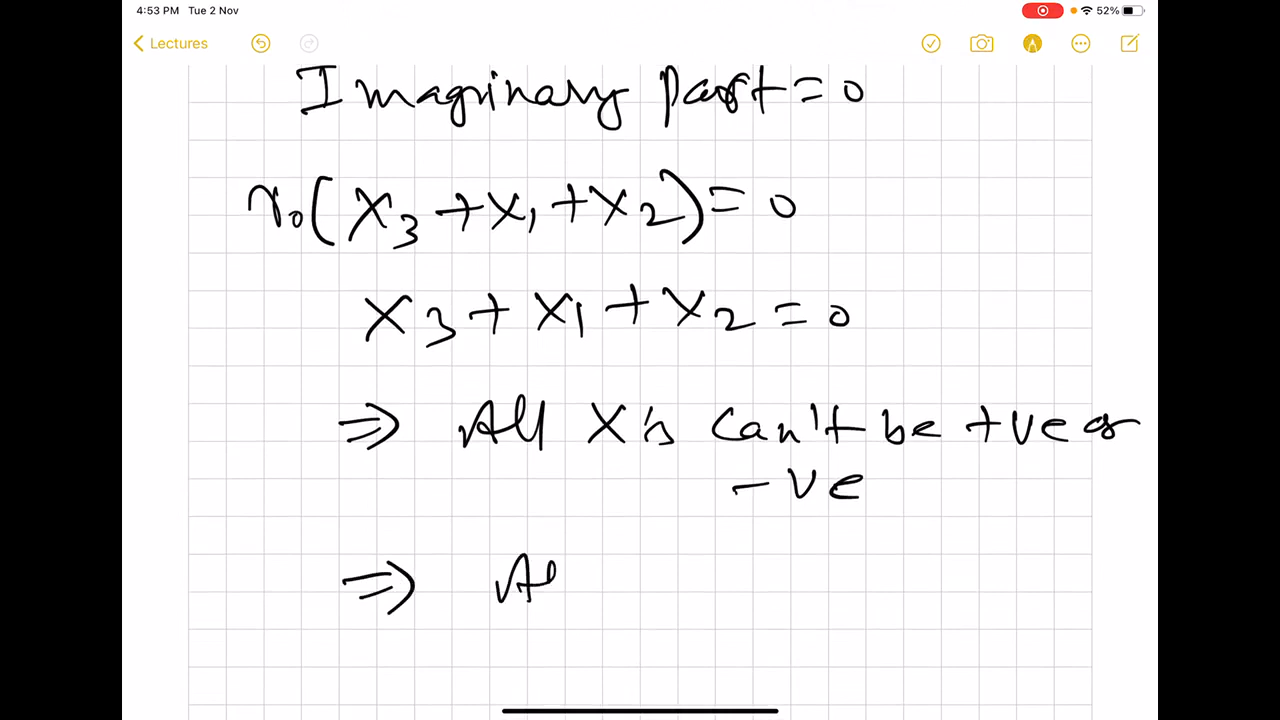 4:53 PM Tue 2 Nov
52%
Lectures
Imaginary part = 0
r₀(X₃ + X₁ + X₂) = 0
X₃ + X₁ + X₂ = 0
⇒ All X's can't be +ve or
-ve
⇒ Al